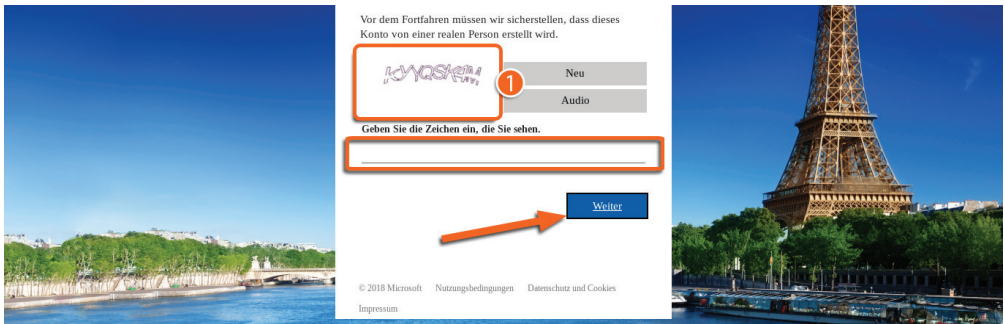 Vor dem Fortfahren müssen wir sicherstellen, dass dieses
Konto von einer realen Person erstellt wird.
1
Neu
Audio
Geben Sie die Zeichen ein, die Sie sehen.
Weiter
© 2018 Microsoft Nutzungsbedingungen Datenschutz und Cookies
Impressum